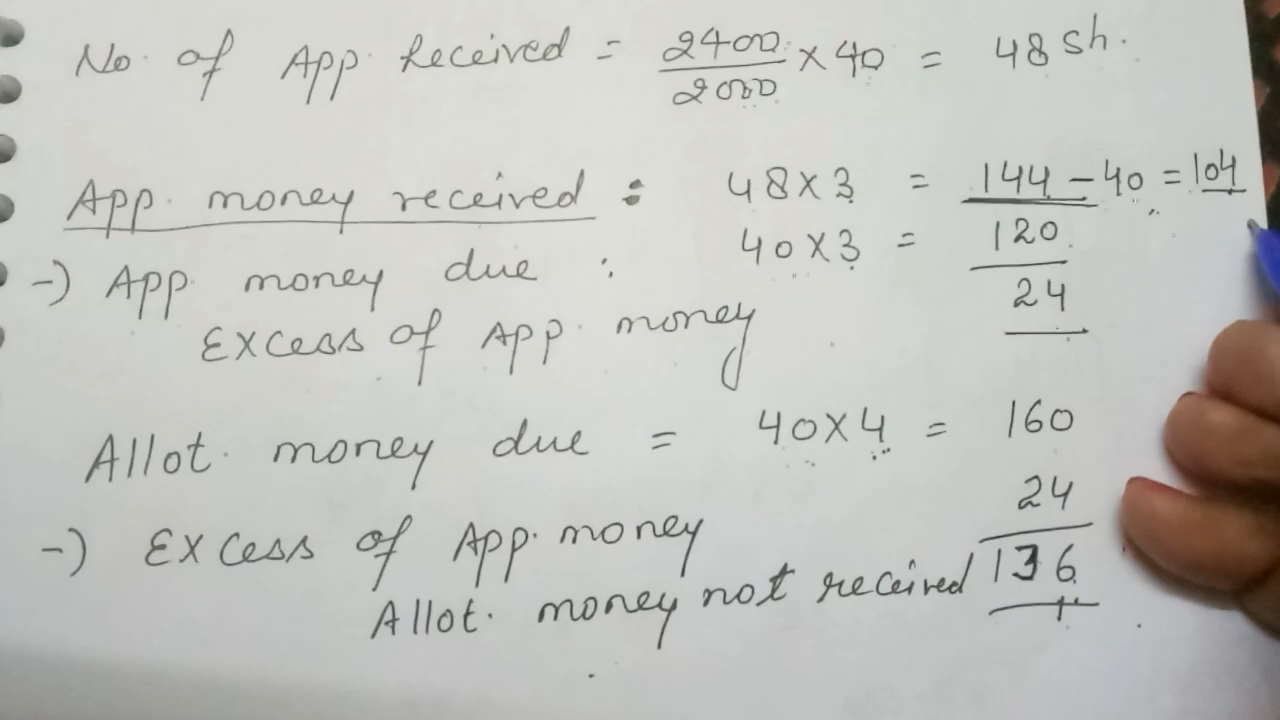 No. of App. Received = 2400/2000 × 40 = 48 sh.
App. money received : 48×3 = 144 – 40 = 104
-) App. money due : 40×3 = 120
Excess of App. money 24
Allot. money due = 40×4 = 160
-) Excess of App. money 24
Allot. money not received 136